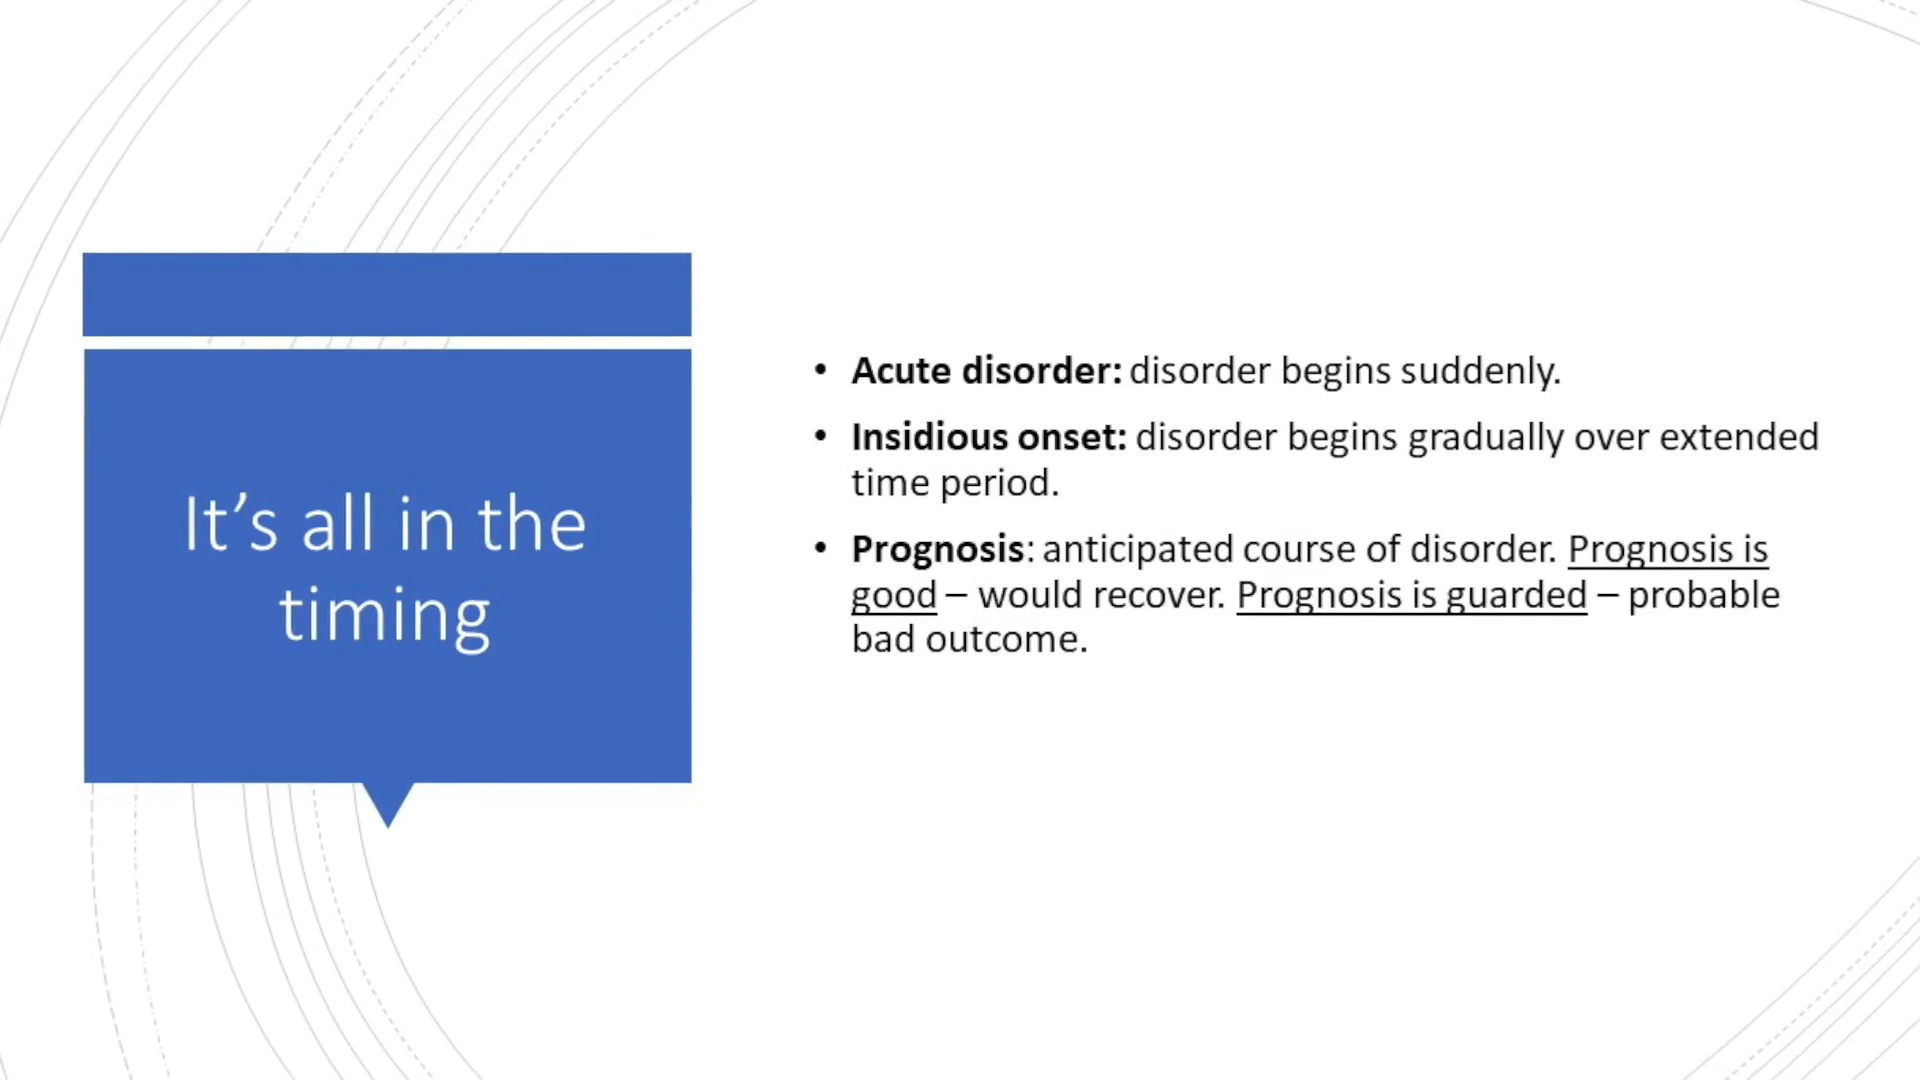 It’s all in the
timing
• Acute disorder: disorder begins suddenly.
• Insidious onset: disorder begins gradually over extended
time period.
• Prognosis: anticipated course of disorder. Prognosis is
good – would recover. Prognosis is guarded – probable
bad outcome.